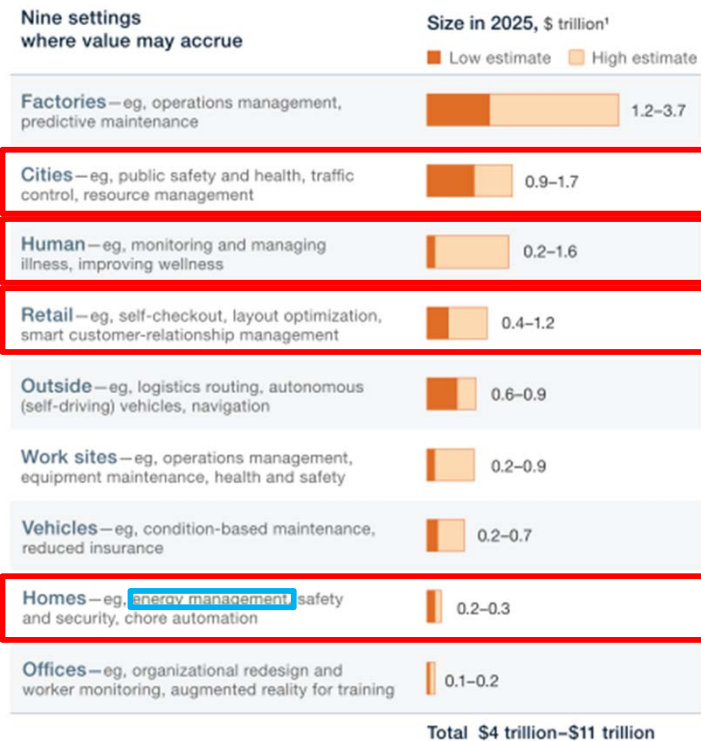 Nine settings
where value may accrue
Size in 2025, $ trillion¹
Low estimate High estimate
Factories—eg, operations management,
predictive maintenance
1.2–3.7
Cities—eg, public safety and health, traffic
control, resource management
0.9–1.7
Human—eg, monitoring and managing
illness, improving wellness
0.2–1.6
Retail—eg, self-checkout, layout optimization,
smart customer-relationship management
0.4–1.2
Outside—eg, logistics routing, autonomous
(self-driving) vehicles, navigation
0.6–0.9
Work sites—eg, operations management,
equipment maintenance, health and safety
0.2–0.9
Vehicles—eg, condition-based maintenance,
reduced insurance
0.2–0.7
Homes—eg, energy management, safety
and security, chore automation
0.2–0.3
Offices—eg, organizational redesign and
worker monitoring, augmented reality for training
0.1–0.2
Total $4 trillion–$11 trillion